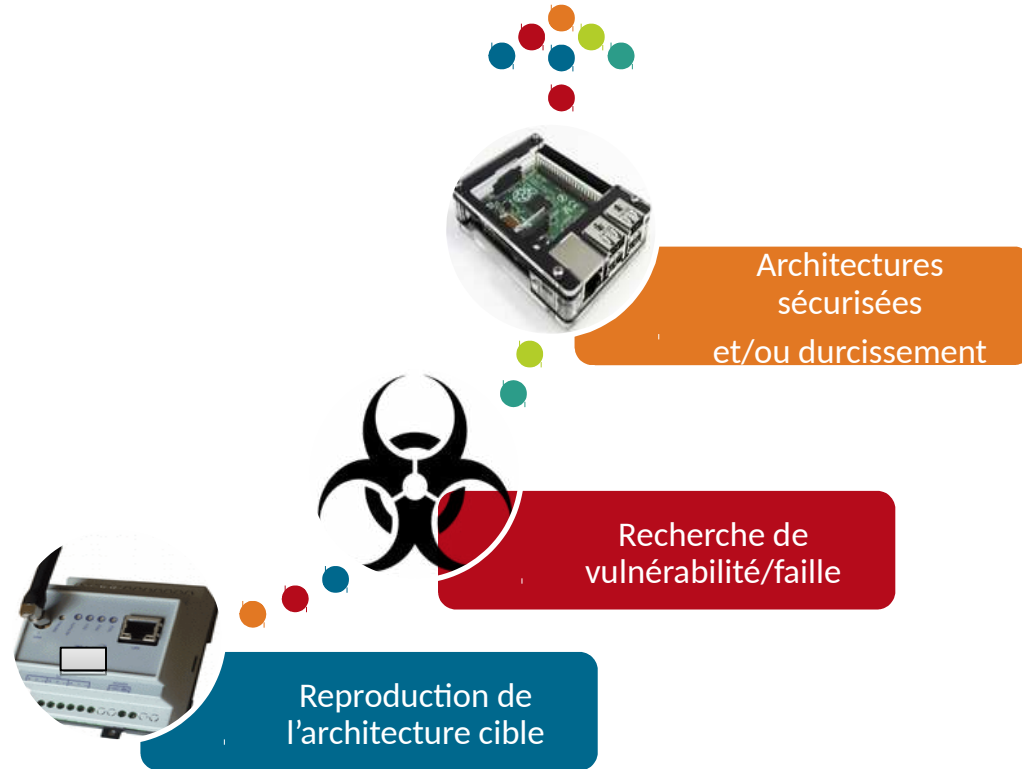 Architectures
sécurisées
et/ou durcissement
Recherche de
vulnérabilité/faille
Reproduction de
l’architecture cible